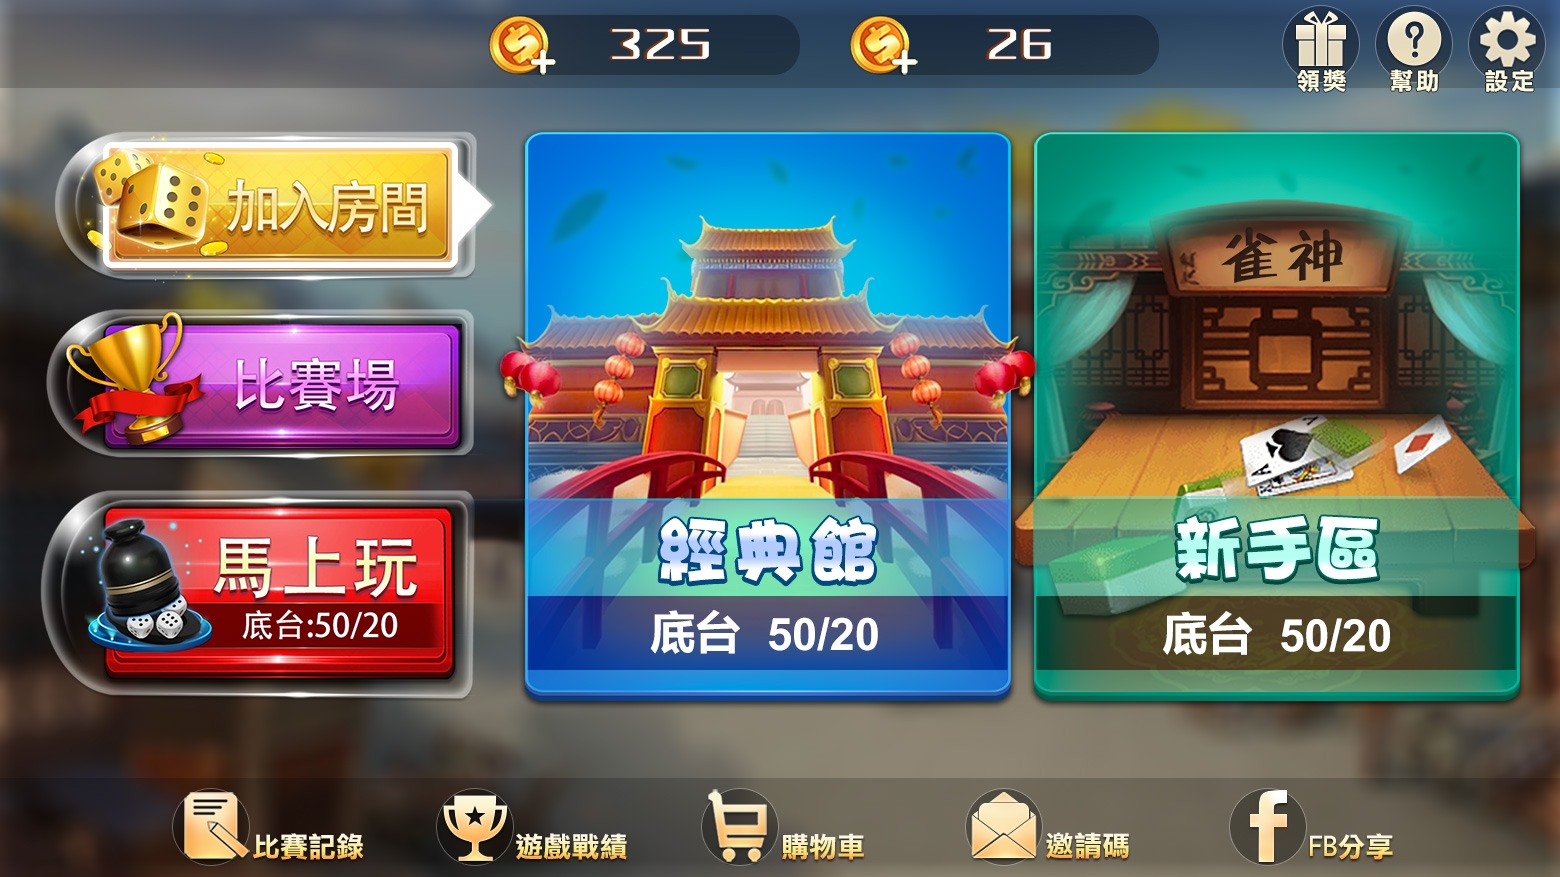 325
26
領獎
幫助
設定
加入房間
比賽場
馬上玩
底台:50/20
經典館
底台 50/20
雀神
新手區
底台 50/20
比賽記錄
遊戲戰績
購物車
邀請碼
FB分享